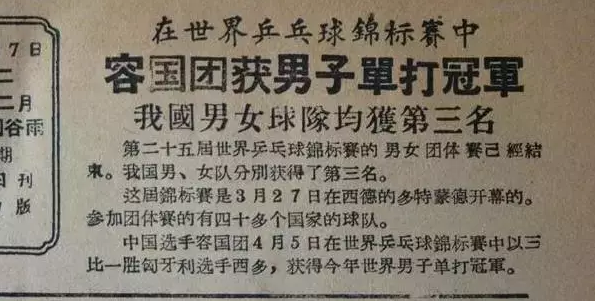 在世界乒乓球錦标賽中
容国团获男子單打冠軍
我國男女球隊均獲第三名
第二十五屆世界乒乓球錦标賽的男女团体賽已經結
束。我国男、女队分別获得了第三名。
这屆錦标賽是3月27日在西德的多特蒙德开幕的。
参加团体賽的有四十多个国家的球队。
中国选手容国团4月5日在世界乒乓球錦标賽中以三
比一胜匈牙利选手西多，获得今年世界男子单打冠軍。
7日
二
二月
谷雨
期
刊
版